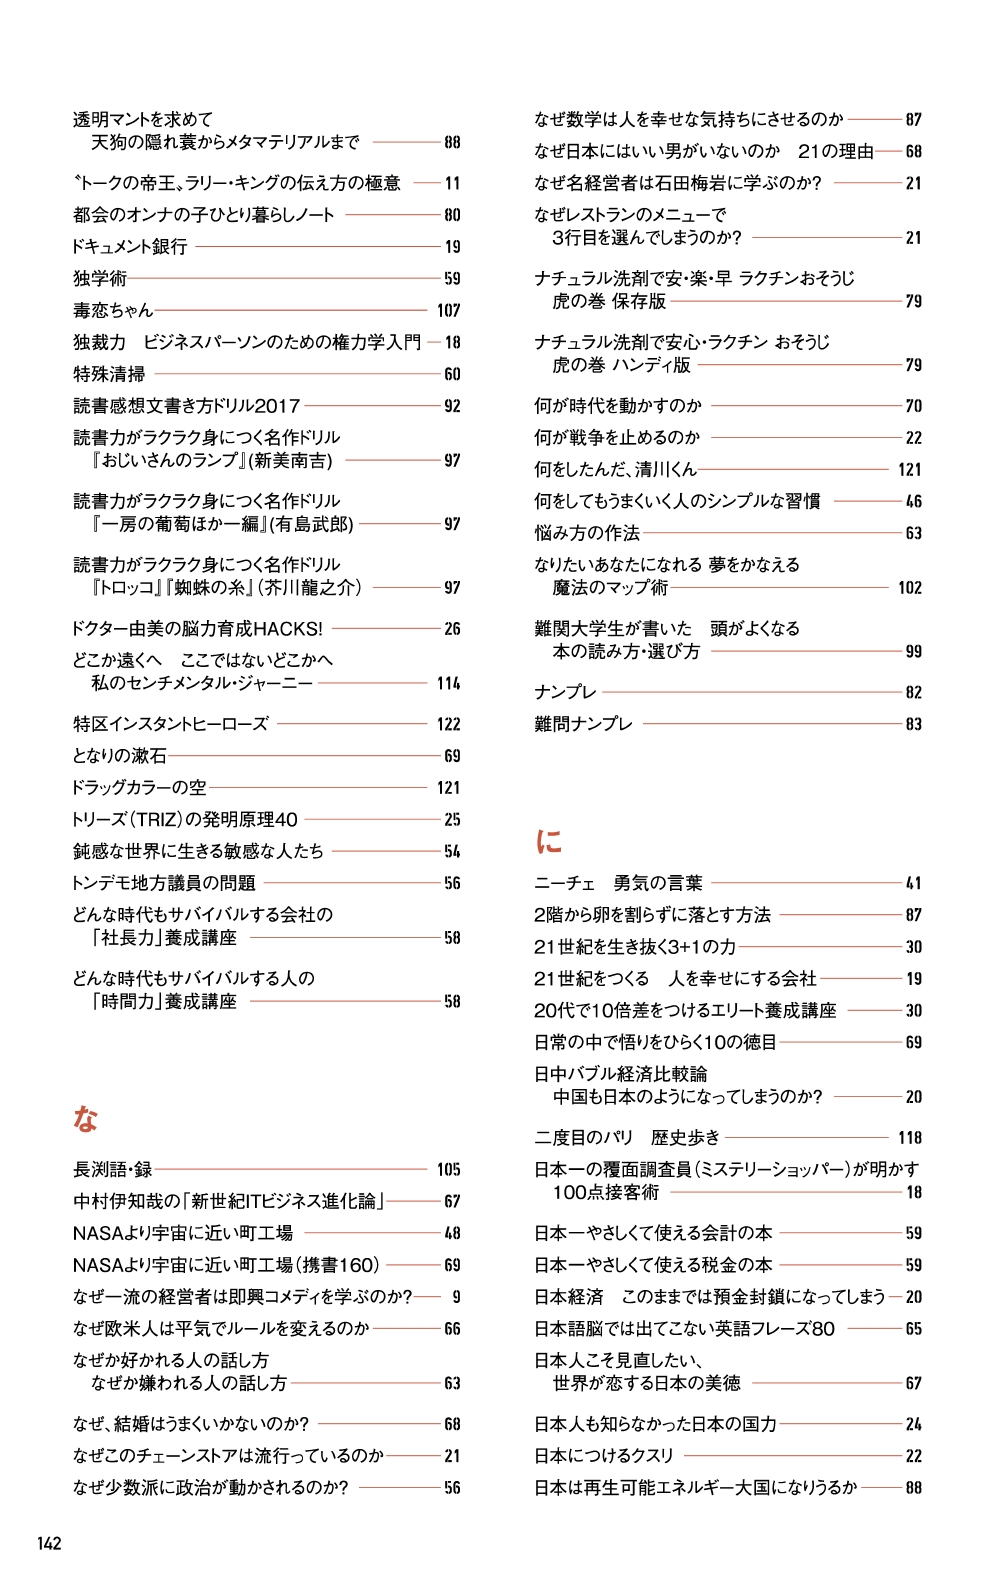 透明マントを求めて
天狗の隠れ蓑からメタマテリアルまで 88
〝トークの帝王〟ラリー・キングの伝え方の極意 11
都会のオンナの子ひとり暮らしノート 80
ドキュメント銀行 19
独学術 59
毒恋ちゃん 107
独裁力　ビジネスパーソンのための権力学入門 18
特殊清掃 60
読書感想文書き方ドリル2017 92
読書力がラクラク身につく名作ドリル
『おじいさんのランプ』(新美南吉) 97
読書力がラクラク身につく名作ドリル
『一房の葡萄ほか一編』(有島武郎) 97
読書力がラクラク身につく名作ドリル
『トロッコ』『蜘蛛の糸』（芥川龍之介） 97
ドクター由美の脳力育成HACKS! 26
どこか遠くへ　ここではないどこかへ
私のセンチメンタル・ジャーニー 114
特区インスタントヒーローズ 122
となりの漱石 69
ドラッグカラーの空 121
トリーズ（TRIZ）の発明原理40 25
鈍感な世界に生きる敏感な人たち 54
トンデモ地方議員の問題 56
どんな時代もサバイバルする会社の
「社長力」養成講座 58
どんな時代もサバイバルする人の
「時間力」養成講座 58
な
長渕語・録 105
中村伊知哉の「新世紀ITビジネス進化論」 67
NASAより宇宙に近い町工場 48
NASAより宇宙に近い町工場（携書160） 69
なぜ一流の経営者は即興コメディを学ぶのか? 9
なぜ欧米人は平気でルールを変えるのか 66
なぜか好かれる人の話し方
なぜか嫌われる人の話し方 63
なぜ、結婚はうまくいかないのか? 68
なぜこのチェーンストアは流行っているのか 21
なぜ少数派に政治が動かされるのか? 56
なぜ数学は人を幸せな気持ちにさせるのか 87
なぜ日本にはいい男がいないのか　21の理由 68
なぜ名経営者は石田梅岩に学ぶのか? 21
なぜレストランのメニューで
3行目を選んでしまうのか? 21
ナチュラル洗剤で安・楽・早 ラクチンおそうじ
虎の巻 保存版 79
ナチュラル洗剤で安心・ラクチン おそうじ
虎の巻 ハンディ版 79
何が時代を動かすのか 70
何が戦争を止めるのか 22
何をしたんだ、清川くん 121
何をしてもうまくいく人のシンプルな習慣 46
悩み方の作法 63
なりたいあなたになれる 夢をかなえる
魔法のマップ術 102
難関大学生が書いた　頭がよくなる
本の読み方・選び方 99
ナンプレ 82
難問ナンプレ 83
に
ニーチェ　勇気の言葉 41
2階から卵を割らずに落とす方法 87
21世紀を生き抜く3+1の力 30
21世紀をつくる　人を幸せにする会社 19
20代で10倍差をつけるエリート養成講座 30
日常の中で悟りをひらく10の徳目 69
日中バブル経済比較論
中国も日本のようになってしまうのか? 20
二度目のパリ　歴史歩き 118
日本一の覆面調査員（ミステリーショッパー）が明かす
100点接客術 18
日本一やさしくて使える会計の本 59
日本一やさしくて使える税金の本 59
日本経済　このままでは預金封鎖になってしまう 20
日本語脳では出てこない英語フレーズ80 65
日本人こそ見直したい、
世界が恋する日本の美徳 67
日本人も知らなかった日本の国力 24
日本につけるクスリ 22
日本は再生可能エネルギー大国になりうるか 88
142